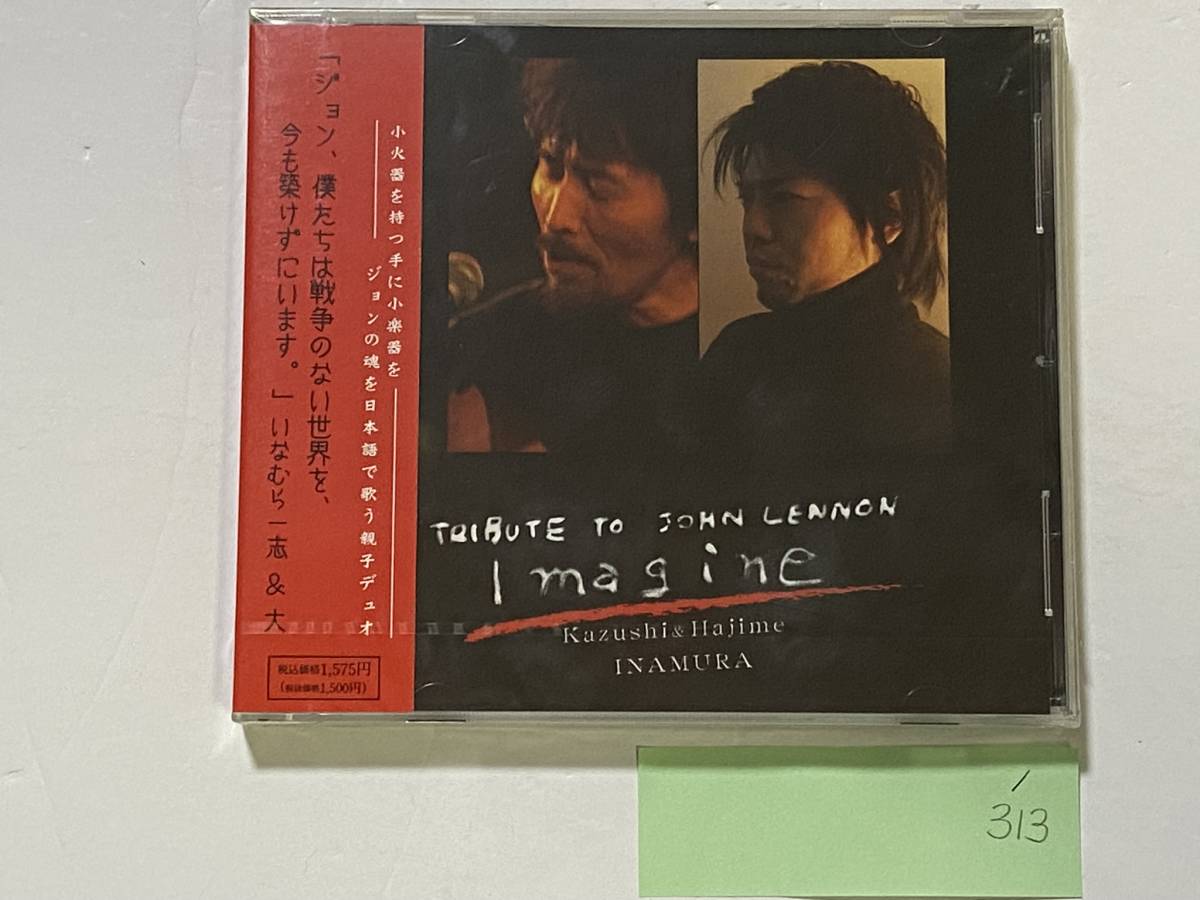 「ジョン、僕たちは戦争のない世界を、
今も築けずにいます。」いなむら一志 & 大
小火器を持つ手に小楽器を
ジョンの魂を日本語で歌う親子デュオ
税込価格1,575円
(税抜価格1,500円)
TRIBUTE TO JOHN LENNON
Imagine
Kazushi & Hajime
INAMURA
313